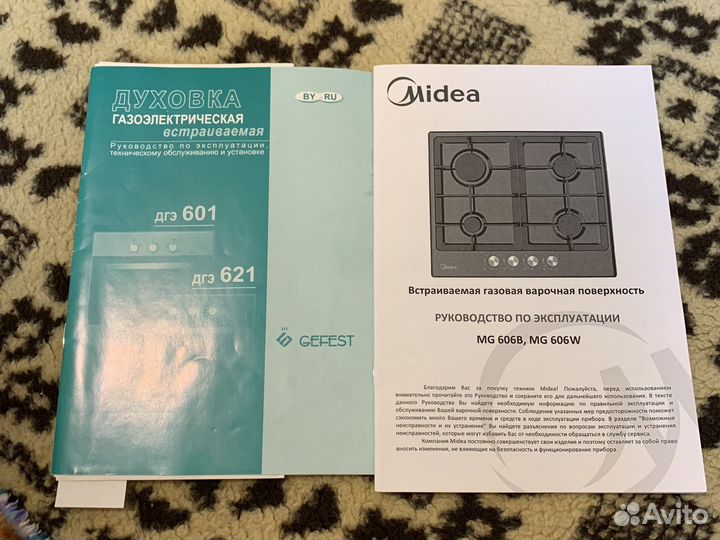 ДУХОВКА
ГАЗОЭЛЕКТРИЧЕСКАЯ
встраиваемая
Руководство по эксплуатации,
техническому обслуживанию и установке
BY RU
дгэ 601
дгэ 621
GEFEST
Midea
Midea
Встраиваемая газовая варочная поверхность
РУКОВОДСТВО ПО ЭКСПЛУАТАЦИИ
MG 606B, MG 606W
Благодарим Вас за покупку техники Midea! Пожалуйста, перед использованием
внимательно прочитайте это Руководство и сохраните его для дальнейшего использования. В тексте
данного Руководства Вы найдете необходимую информацию по правильной эксплуатации и
обслуживанию Вашей варочной поверхности. Соблюдение указанных мер предосторожности поможет
сэкономить много Вашего времени и средств в ходе эксплуатации прибора. В разделе "Возможные
неисправности и их устранение" Вы найдете разъяснения по вопросам эксплуатации и устранения
неисправностей, которые могут избавить Вас от необходимости обращаться в службу сервиса.
Компания Midea постоянно совершенствует свои изделия и поэтому оставляет за собой право
вносить изменения, не влияющие на безопасность и функционирование прибора.
Avito